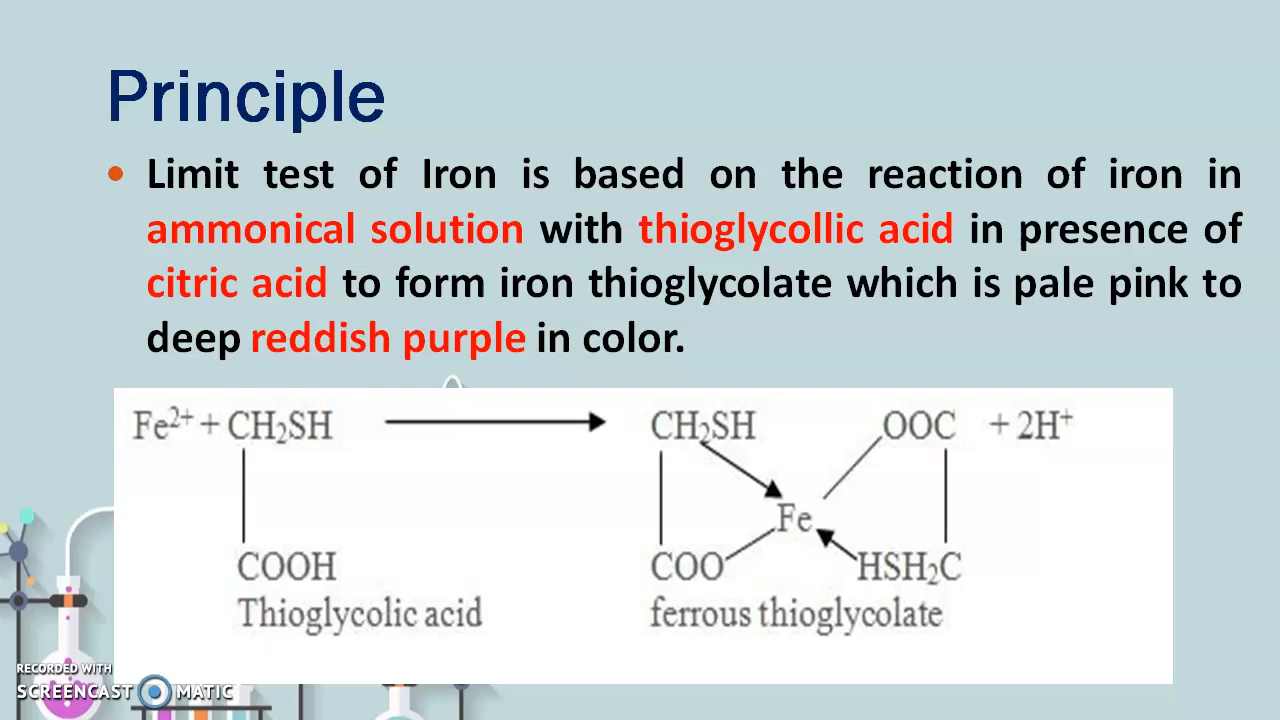 Principle
• Limit test of Iron is based on the reaction of iron in
ammonical solution with thioglycollic acid in presence of
citric acid to form iron thioglycolate which is pale pink to
deep reddish purple in color.
Fe²⁺ + CH₂SH CH₂SH OOC + 2H⁺
Fe
COOH COO HSH₂C
Thioglycolic acid ferrous thioglycolate
RECORDED WITH
SCREENCAST MATIC